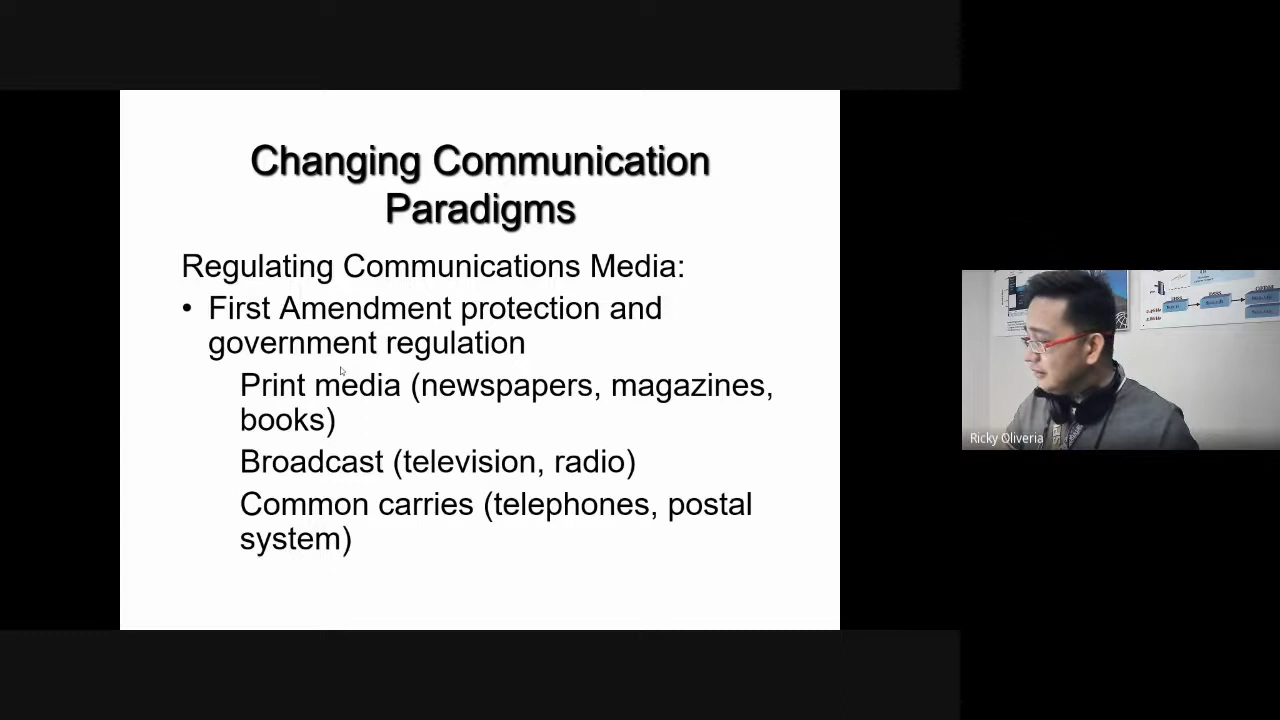 Changing Communication
Paradigms
Regulating Communications Media:
• First Amendment protection and
government regulation
Print media (newspapers, magazines,
books)
Broadcast (television, radio)
Common carries (telephones, postal
system)
Ricky Oliveria